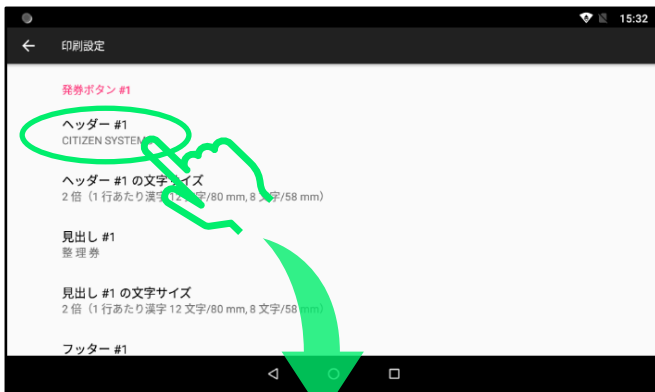 15:32
印刷設定
発券ボタン #1
ヘッダー #1
CITIZEN SYSTEMS
ヘッダー #1 の文字サイズ
2 倍（1 行あたり漢字 12 文字/80 mm, 8 文字/58 mm）
見出し #1
整 理 券
見出し #1 の文字サイズ
2 倍（1 行あたり漢字 12 文字/80 mm, 8 文字/58 mm）
フッター #1